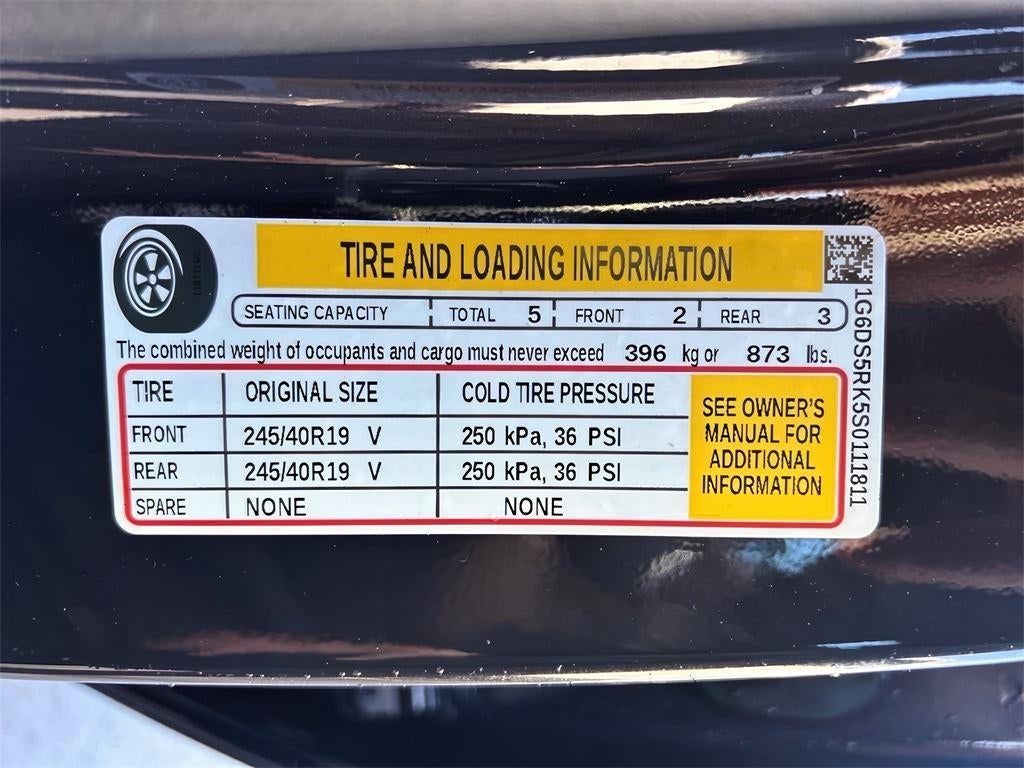 TIRE AND LOADING INFORMATION
SEATING CAPACITY TOTAL 5 FRONT 2 REAR 3
The combined weight of occupants and cargo must never exceed 396 kg or 873 lbs.
TIRE ORIGINAL SIZE COLD TIRE PRESSURE
FRONT 245/40R19 V 250 kPa, 36 PSI
REAR 245/40R19 V 250 kPa, 36 PSI
SPARE NONE NONE
SEE OWNER'S
MANUAL FOR
ADDITIONAL
INFORMATION
1G6DS5RK5S0111811